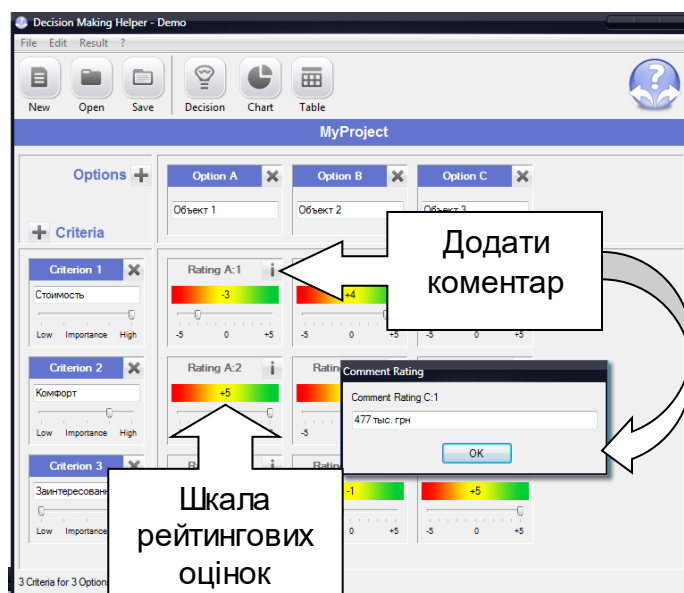 Decision Making Helper - Demo
File Edit Result ?
New Open Save Decision Chart Table
MyProject
Options
Option A Option B Option C
Объект 1 Объект 2 Объект 3
Criteria
Додати
коментар
Criterion 1 Rating A:1
Стоимость -3 +4
Low Importance High -5 0 +5 -5 0 +5 -5 0 +5
Criterion 2 Rating A:2
Комфорт +5
Low Importance High -5
Comment Rating
Comment Rating C:1
477 тыс. грн
OK
Criterion 3
-1 +5
Low Importance 0 +5 -5 0 +5
Шкала
рейтингових
оцінок
3 Criteria for 3 Options